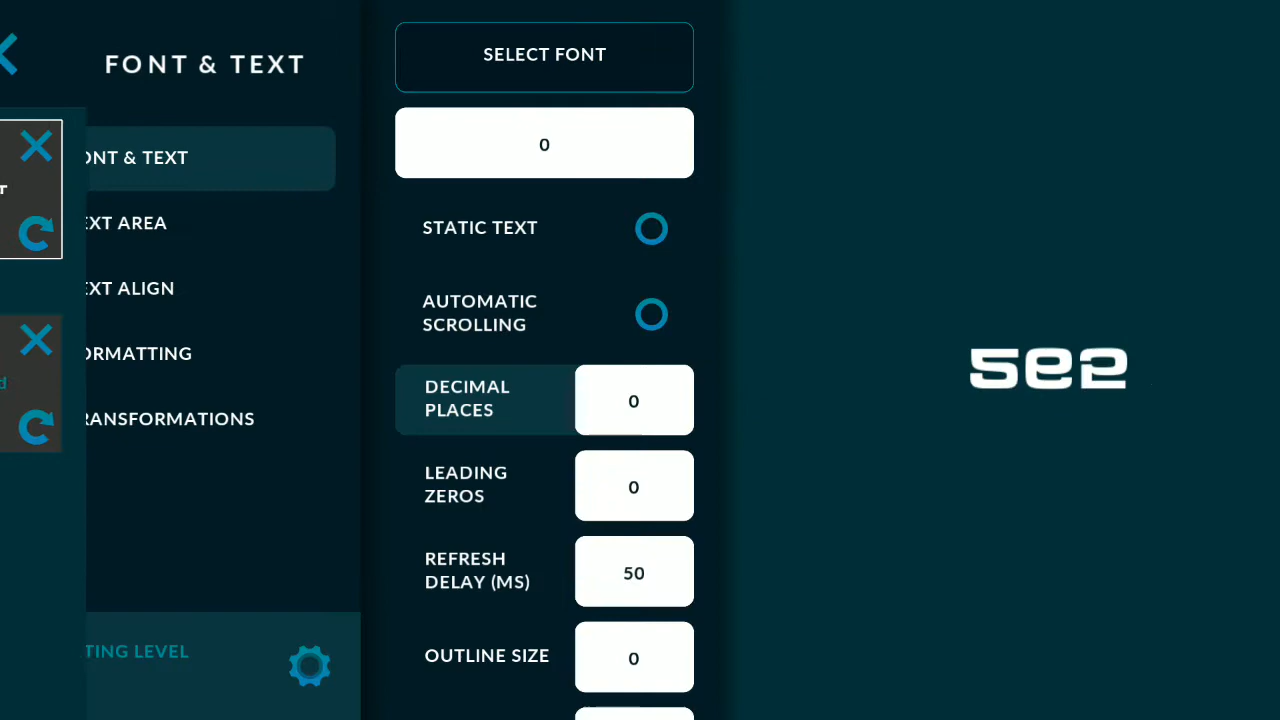 FONT & TEXT
ONT & TEXT
EXT AREA
EXT ALIGN
ORMATTING
RANSFORMATIONS
TING LEVEL
d
SELECT FONT
0
STATIC TEXT
AUTOMATIC
SCROLLING
DECIMAL
PLACES
0
LEADING
ZEROS
0
REFRESH
DELAY (MS)
50
OUTLINE SIZE
0